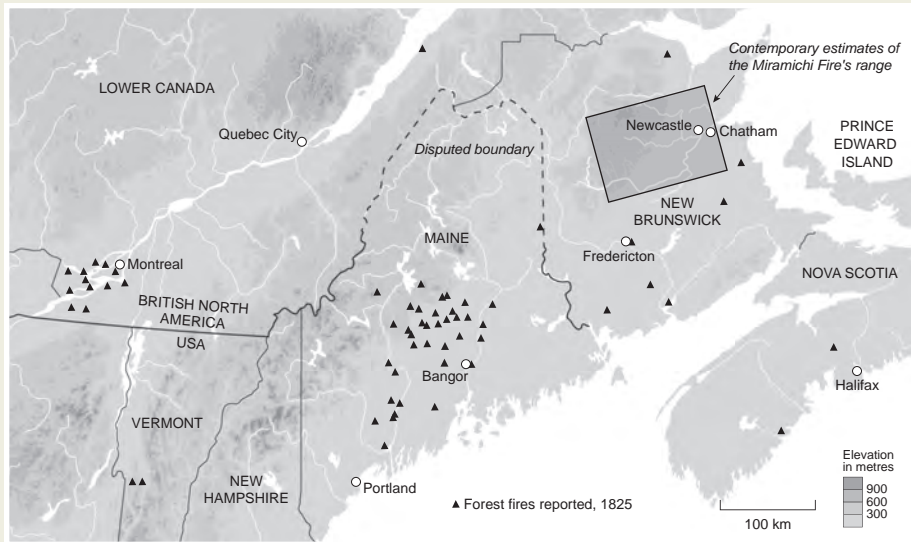 Contemporary estimates of
the Miramichi Fire's range
LOWER CANADA
Newcastle
Chatham
Quebec City
PRINCE
EDWARD
ISLAND
Disputed boundary
NEW
BRUNSWICK
MAINE
Fredericton
Montreal
NOVA SCOTIA
BRITISH NORTH
AMERICA
USA
Bangor
Halifax
VERMONT
Elevation
in metres
900
600
300
NEW
HAMPSHIRE
Portland
Forest fires reported, 1825
100 km